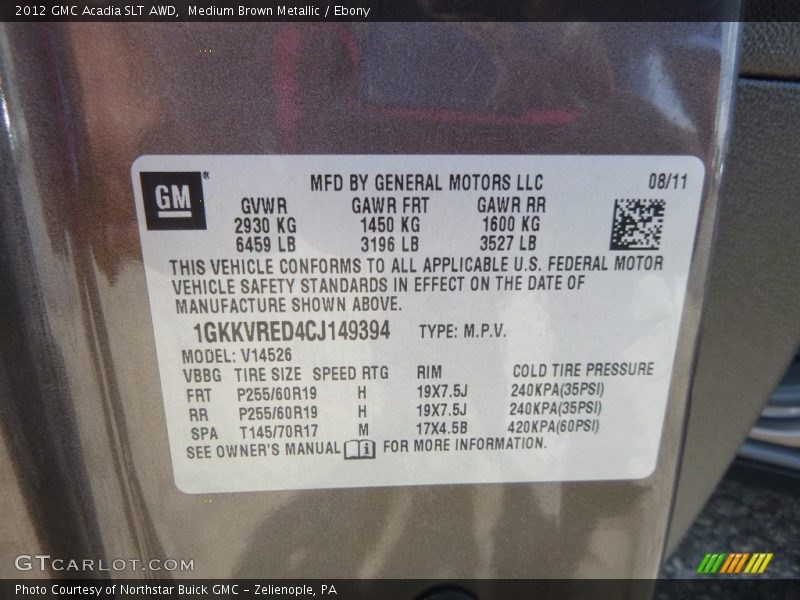 2012 GMC Acadia SLT AWD, Medium Brown Metallic / Ebony
GM ®
MFD BY GENERAL MOTORS LLC 08/11
GVWR GAWR FRT GAWR RR
2930 KG 1450 KG 1600 KG
6459 LB 3196 LB 3527 LB
THIS VEHICLE CONFORMS TO ALL APPLICABLE U.S. FEDERAL MOTOR
VEHICLE SAFETY STANDARDS IN EFFECT ON THE DATE OF
MANUFACTURE SHOWN ABOVE.
1GKKVRED4CJ149394 TYPE: M.P.V.
MODEL: V14526
VBBG TIRE SIZE SPEED RTG RIM COLD TIRE PRESSURE
FRT P255/60R19 H 19X7.5J 240KPA(35PSI)
RR P255/60R19 H 19X7.5J 240KPA(35PSI)
SPA T145/70R17 M 17X4.5B 420KPA(60PSI)
SEE OWNER'S MANUAL i FOR MORE INFORMATION.
GTCARLOT.COM
Photo Courtesy of Northstar Buick GMC - Zelienople, PA